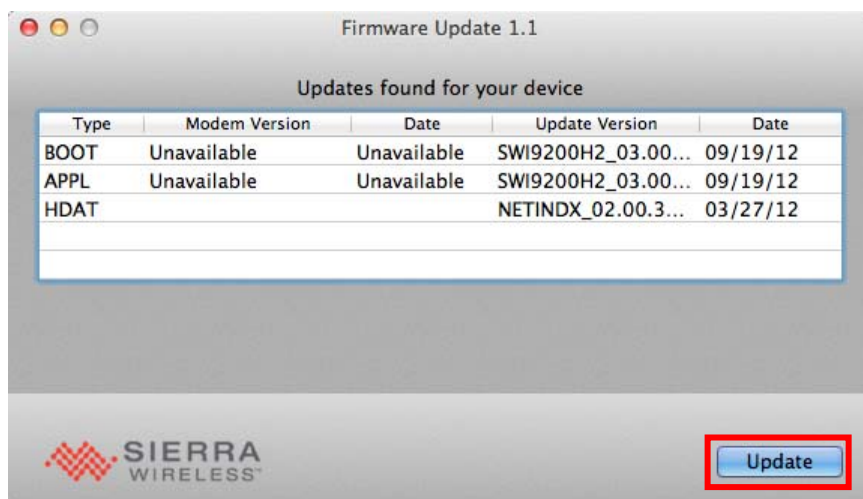 Firmware Update 1.1
Updates found for your device
Type Modem Version Date Update Version Date
BOOT Unavailable Unavailable SWI9200H2_03.00... 09/19/12
APPL Unavailable Unavailable SWI9200H2_03.00... 09/19/12
HDAT NETINDX_02.00.3... 03/27/12
SIERRA
WIRELESS™
Update